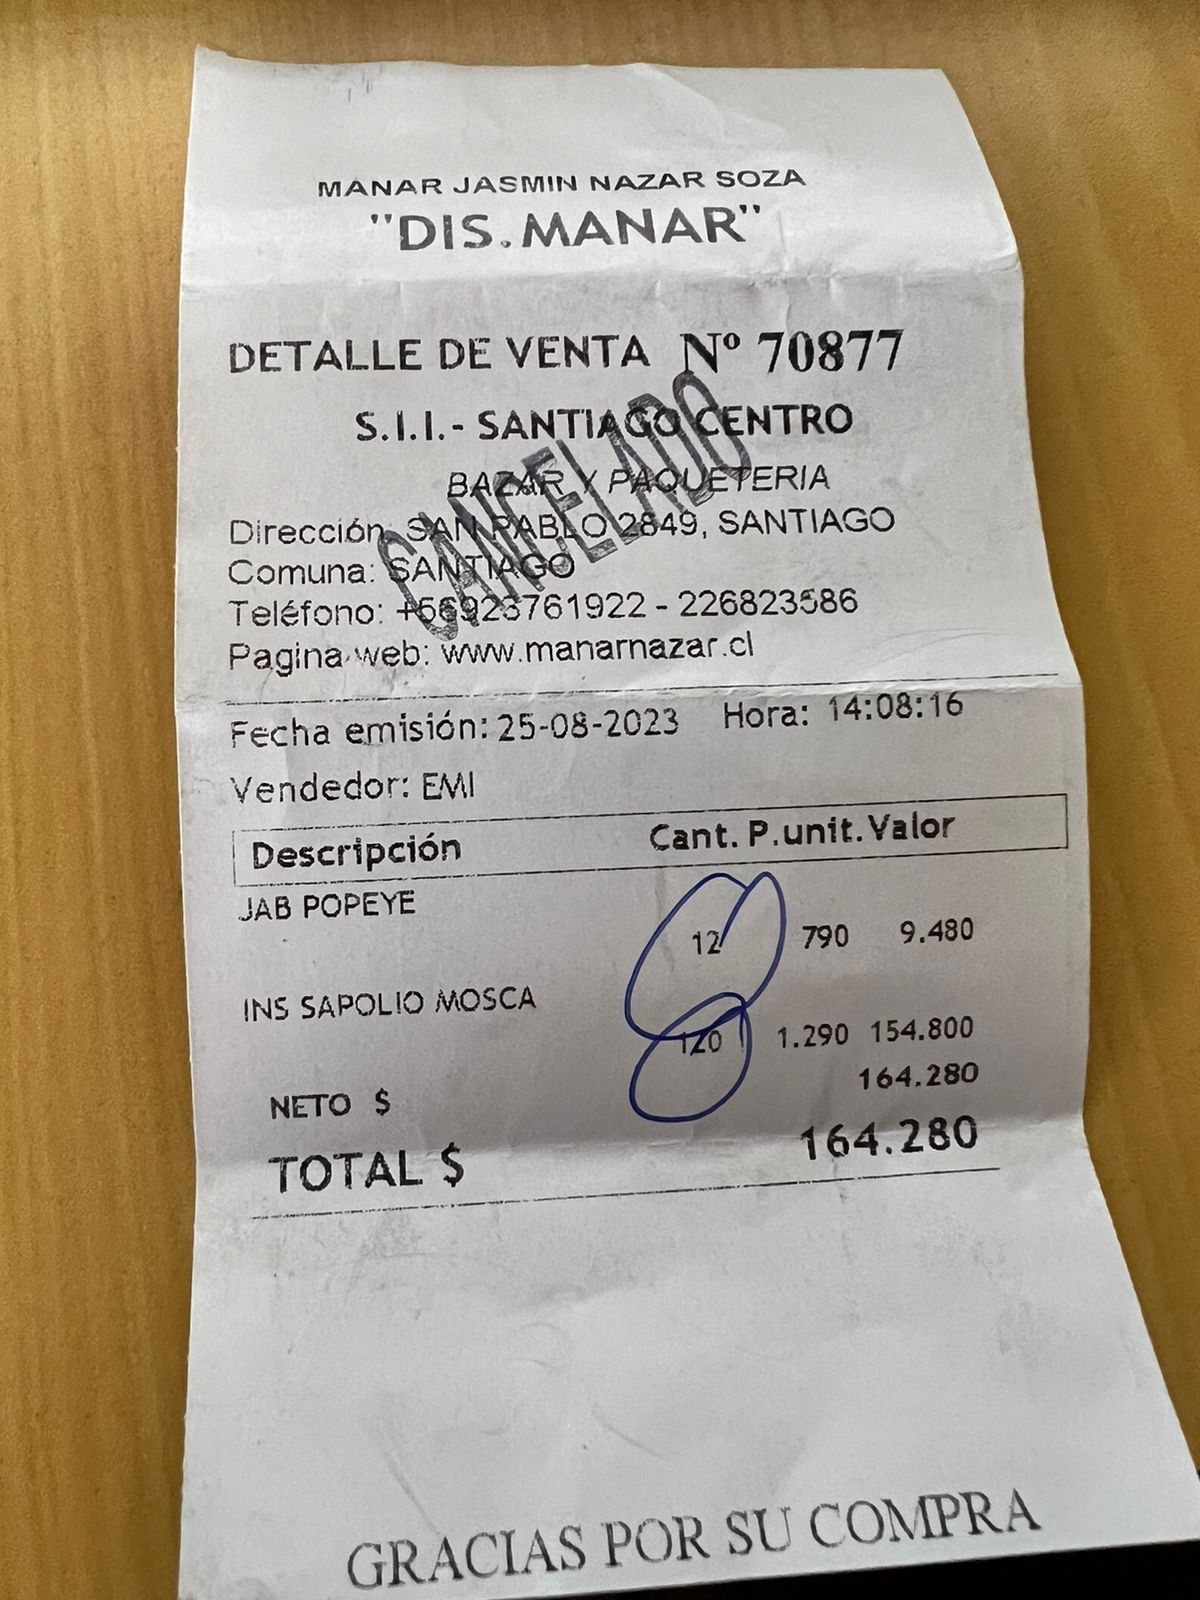 MANAR JASMIN NAZAR SOZA
"DIS.MANAR"
DETALLE DE VENTA Nº 70877
S.I.I.- SANTIAGO CENTRO
BAZAR Y PAQUETERIA
CANCELADO
Dirección: SAN PABLO 2849, SANTIAGO
Comuna: SANTIAGO
Teléfono: +56923761922 - 226823586
Pagina web: www.manarnazar.cl
Fecha emisión: 25-08-2023 Hora: 14:08:16
Vendedor: EMI
Descripción Cant. P.unit. Valor
JAB POPEYE
12 790 9.480
INS SAPOLIO MOSCA
120 1.290 154.800
NETO $ 164.280
TOTAL $ 164.280
GRACIAS POR SU COMPRA